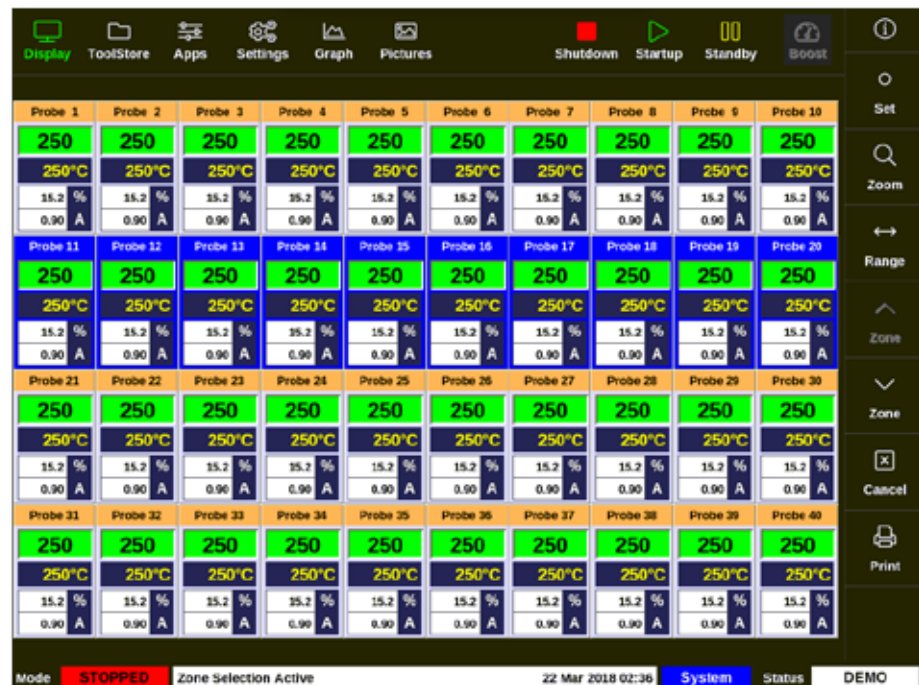 Display ToolStore Apps Settings Graph Pictures Shutdown Startup Standby Boost
Probe 1 Probe 2 Probe 3 Probe 4 Probe 5 Probe 6 Probe 7 Probe 8 Probe 9 Probe 10
250 250 250 250 250 250 250 250 250 250
250°C 250°C 250°C 250°C 250°C 250°C 250°C 250°C 250°C 250°C
15.2 % 15.2 % 15.2 % 15.2 % 15.2 % 15.2 % 15.2 % 15.2 % 15.2 % 15.2 %
0.90 A 0.90 A 0.90 A 0.90 A 0.90 A 0.90 A 0.90 A 0.90 A 0.90 A 0.90 A
Probe 11 Probe 12 Probe 13 Probe 14 Probe 15 Probe 16 Probe 17 Probe 18 Probe 19 Probe 20
250 250 250 250 250 250 250 250 250 250
250°C 250°C 250°C 250°C 250°C 250°C 250°C 250°C 250°C 250°C
15.2 % 15.2 % 15.2 % 15.2 % 15.2 % 15.2 % 15.2 % 15.2 % 15.2 % 15.2 %
0.90 A 0.90 A 0.90 A 0.90 A 0.90 A 0.90 A 0.90 A 0.90 A 0.90 A 0.90 A
Probe 21 Probe 22 Probe 23 Probe 24 Probe 25 Probe 26 Probe 27 Probe 28 Probe 29 Probe 30
250 250 250 250 250 250 250 250 250 250
250°C 250°C 250°C 250°C 250°C 250°C 250°C 250°C 250°C 250°C
15.2 % 15.2 % 15.2 % 15.2 % 15.2 % 15.2 % 15.2 % 15.2 % 15.2 % 15.2 %
0.90 A 0.90 A 0.90 A 0.90 A 0.90 A 0.90 A 0.90 A 0.90 A 0.90 A 0.90 A
Probe 31 Probe 32 Probe 33 Probe 34 Probe 35 Probe 36 Probe 37 Probe 38 Probe 39 Probe 40
250 250 250 250 250 250 250 250 250 250
250°C 250°C 250°C 250°C 250°C 250°C 250°C 250°C 250°C 250°C
15.2 % 15.2 % 15.2 % 15.2 % 15.2 % 15.2 % 15.2 % 15.2 % 15.2 % 15.2 %
0.90 A 0.90 A 0.90 A 0.90 A 0.90 A 0.90 A 0.90 A 0.90 A 0.90 A 0.90 A
Set
Zoom
Range
Zone
Zone
Cancel
Print
Mode STOPPED Zone Selection Active 22 Mar 2018 02:36 System Status DEMO